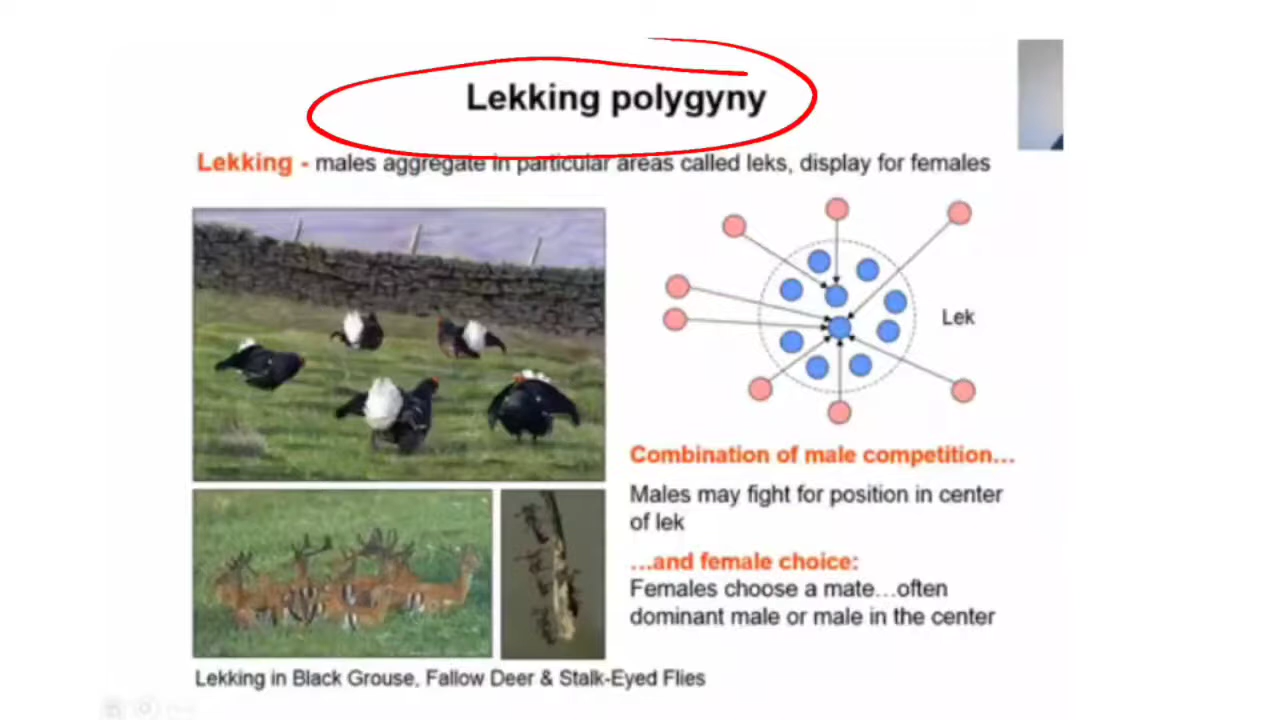 Lekking polygyny
Lekking - males aggregate in particular areas called leks, display for females
Lek
Combination of male competition...
Males may fight for position in center
of lek
...and female choice:
Females choose a mate...often
dominant male or male in the center
Lekking in Black Grouse, Fallow Deer & Stalk-Eyed Flies